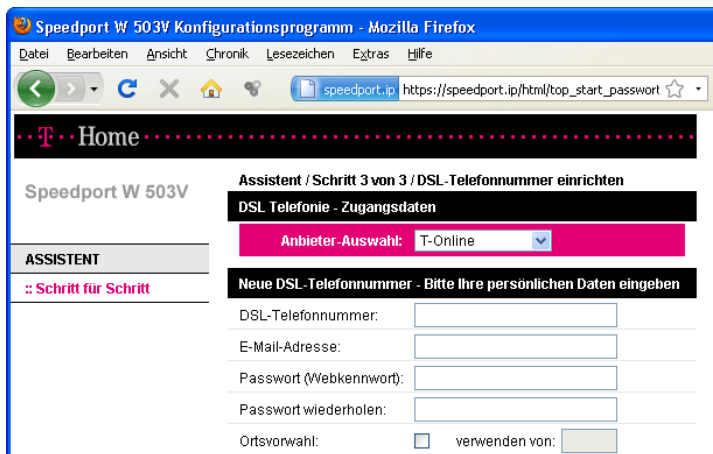 Speedport W 503V Konfigurationsprogramm - Mozilla Firefox
Datei Bearbeiten Ansicht Chronik Lesezeichen Extras Hilfe
speedport.ip https://speedport.ip/html/top_start_passwort
T Home
Speedport W 503V
ASSISTENT
:: Schritt für Schritt
Assistent / Schritt 3 von 3 / DSL-Telefonnummer einrichten
DSL Telefonie - Zugangsdaten
Anbieter-Auswahl: T-Online
Neue DSL-Telefonnummer - Bitte Ihre persönlichen Daten eingeben
DSL-Telefonnummer:
E-Mail-Adresse:
Passwort (Webkennwort):
Passwort wiederholen:
Ortsvorwahl: verwenden von: